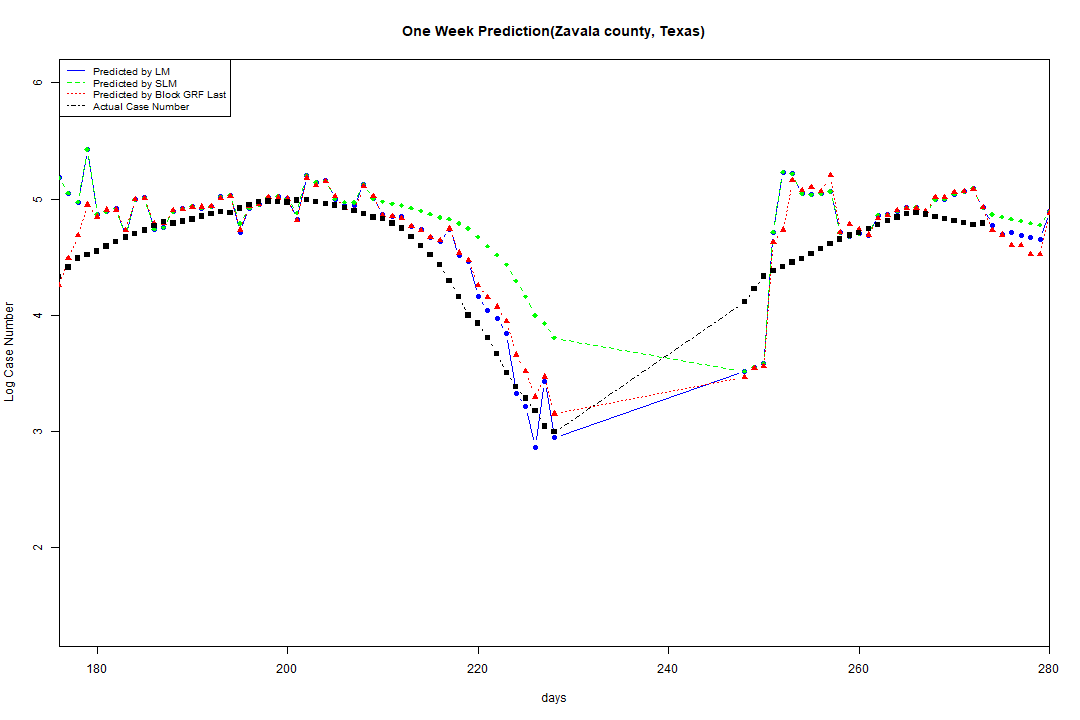 One Week Prediction(Zavala county, Texas)
Predicted by LM
Predicted by SLM
Predicted by Block GRF Last
Actual Case Number
6
5
4
3
2
Log Case Number
180 200 220 240 260 280
days